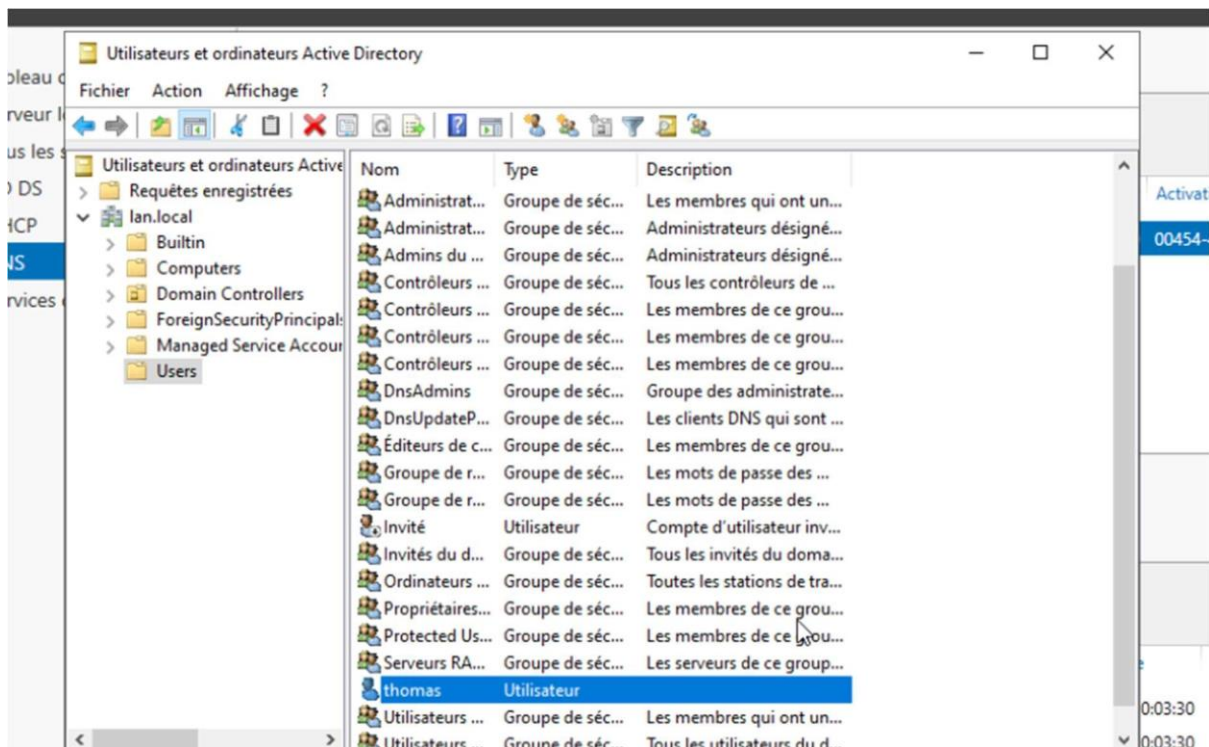 Utilisateurs et ordinateurs Active Directory
Fichier Action Affichage ?
Utilisateurs et ordinateurs Active
Requêtes enregistrées
lan.local
Builtin
Computers
Domain Controllers
ForeignSecurityPrincipals
Managed Service Accour
Users
Nom Type Description
Administrat... Groupe de séc... Les membres qui ont un...
Administrat... Groupe de séc... Administrateurs désigné...
Admins du ... Groupe de séc... Administrateurs désigné...
Contrôleurs ... Groupe de séc... Tous les contrôleurs de ...
Contrôleurs ... Groupe de séc... Les membres de ce grou...
Contrôleurs ... Groupe de séc... Les membres de ce grou...
Contrôleurs ... Groupe de séc... Les membres de ce grou...
DnsAdmins Groupe de séc... Groupe des administrate...
DnsUpdateP... Groupe de séc... Les clients DNS qui sont ...
Éditeurs de c... Groupe de séc... Les membres de ce grou...
Groupe de r... Groupe de séc... Les mots de passe des ...
Groupe de r... Groupe de séc... Les mots de passe des ...
Invité Utilisateur Compte d'utilisateur inv...
Invités du d... Groupe de séc... Tous les invités du doma...
Ordinateurs ... Groupe de séc... Toutes les stations de tra...
Propriétaires... Groupe de séc... Les membres de ce grou...
Protected Us... Groupe de séc... Les membres de ce grou...
Serveurs RA... Groupe de séc... Les serveurs de ce group...
thomas Utilisateur
Utilisateurs ... Groupe de séc... Les membres qui ont un...
Utilisateurs ... Groupe de séc... Tous les utilisateurs du d...
bleau d
rveur l
us les s
DS
HCP
NS
rvices
Activat
00454-
0:03:30
0:03:30